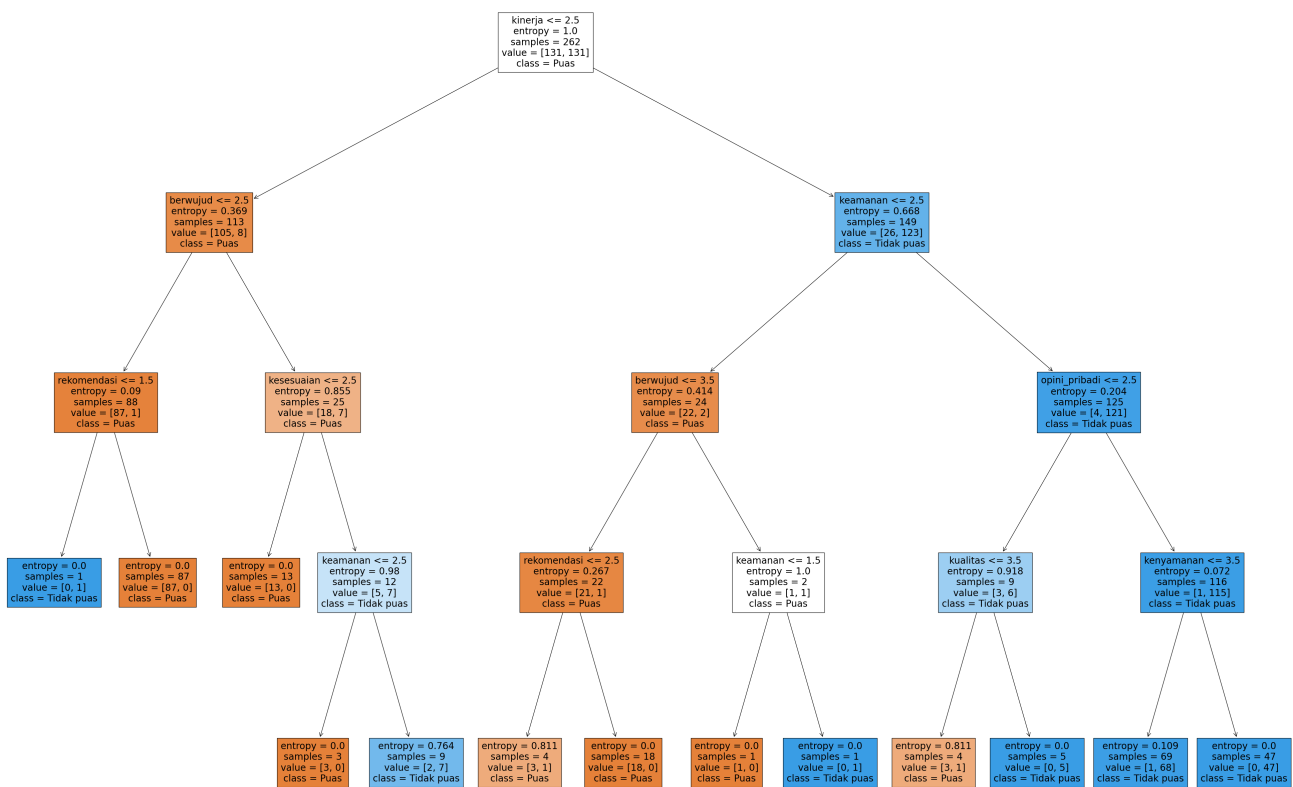 kinerja <= 2.5
entropy = 1.0
samples = 262
value = [131, 131]
class = Puas
berwujud <= 2.5
entropy = 0.369
samples = 113
value = [105, 8]
class = Puas
keamanan <= 2.5
entropy = 0.668
samples = 149
value = [26, 123]
class = Tidak puas
rekomendasi <= 1.5
entropy = 0.09
samples = 88
value = [87, 1]
class = Puas
kesesuaian <= 2.5
entropy = 0.855
samples = 25
value = [18, 7]
class = Puas
berwujud <= 3.5
entropy = 0.414
samples = 24
value = [22, 2]
class = Puas
opini_pribadi <= 2.5
entropy = 0.204
samples = 125
value = [4, 121]
class = Tidak puas
entropy = 0.0
samples = 1
value = [0, 1]
class = Tidak puas
entropy = 0.0
samples = 87
value = [87, 0]
class = Puas
entropy = 0.0
samples = 13
value = [13, 0]
class = Puas
keamanan <= 2.5
entropy = 0.98
samples = 12
value = [5, 7]
class = Tidak puas
rekomendasi <= 2.5
entropy = 0.267
samples = 22
value = [21, 1]
class = Puas
keamanan <= 1.5
entropy = 1.0
samples = 2
value = [1, 1]
class = Puas
kualitas <= 3.5
entropy = 0.918
samples = 9
value = [3, 6]
class = Tidak puas
kenyamanan <= 3.5
entropy = 0.072
samples = 116
value = [1, 115]
class = Tidak puas
entropy = 0.0
samples = 3
value = [3, 0]
class = Puas
entropy = 0.764
samples = 9
value = [2, 7]
class = Tidak puas
entropy = 0.811
samples = 4
value = [3, 1]
class = Puas
entropy = 0.0
samples = 18
value = [18, 0]
class = Puas
entropy = 0.0
samples = 1
value = [1, 0]
class = Puas
entropy = 0.0
samples = 1
value = [0, 1]
class = Tidak puas
entropy = 0.811
samples = 4
value = [3, 1]
class = Puas
entropy = 0.0
samples = 5
value = [0, 5]
class = Tidak puas
entropy = 0.109
samples = 69
value = [1, 68]
class = Tidak puas
entropy = 0.0
samples = 47
value = [0, 47]
class = Tidak puas